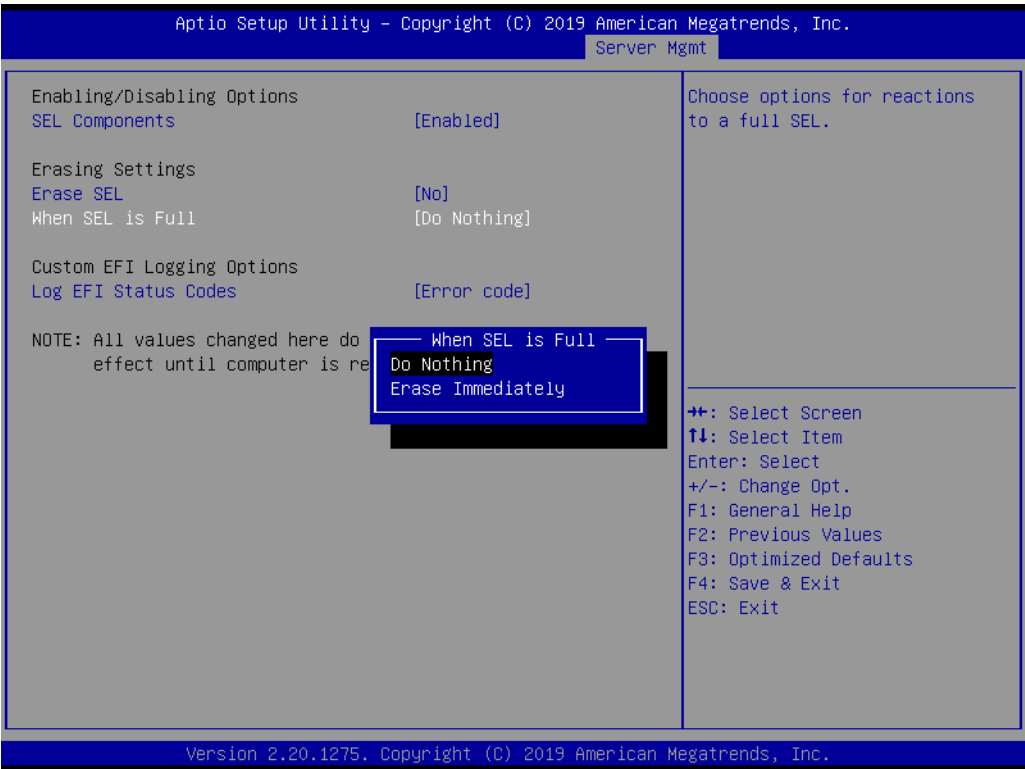 Aptio Setup Utility – Copyright (C) 2019 American Megatrends, Inc.
Server Mgmt
Enabling/Disabling Options
SEL Components [Enabled]
Erasing Settings
Erase SEL [No]
When SEL is Full [Do Nothing]
Custom EFI Logging Options
Log EFI Status Codes [Error code]
NOTE: All values changed here do
effect until computer is re
When SEL is Full
Do Nothing
Erase Immediately
Choose options for reactions
to a full SEL.
→←: Select Screen
↑↓: Select Item
Enter: Select
+/-: Change Opt.
F1: General Help
F2: Previous Values
F3: Optimized Defaults
F4: Save & Exit
ESC: Exit
Version 2.20.1275. Copyright (C) 2019 American Megatrends, Inc.